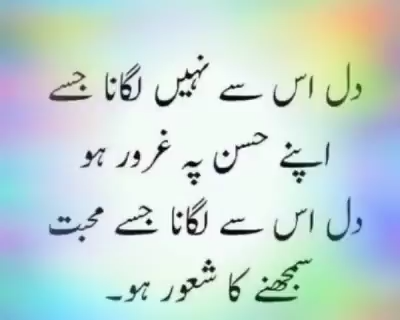 دل اس سے نہیں لگانا جسے
اپنے حسن پہ غرور ہو
دل اس سے لگانا جسے محبت
سمجھنے کا شعور ہو۔